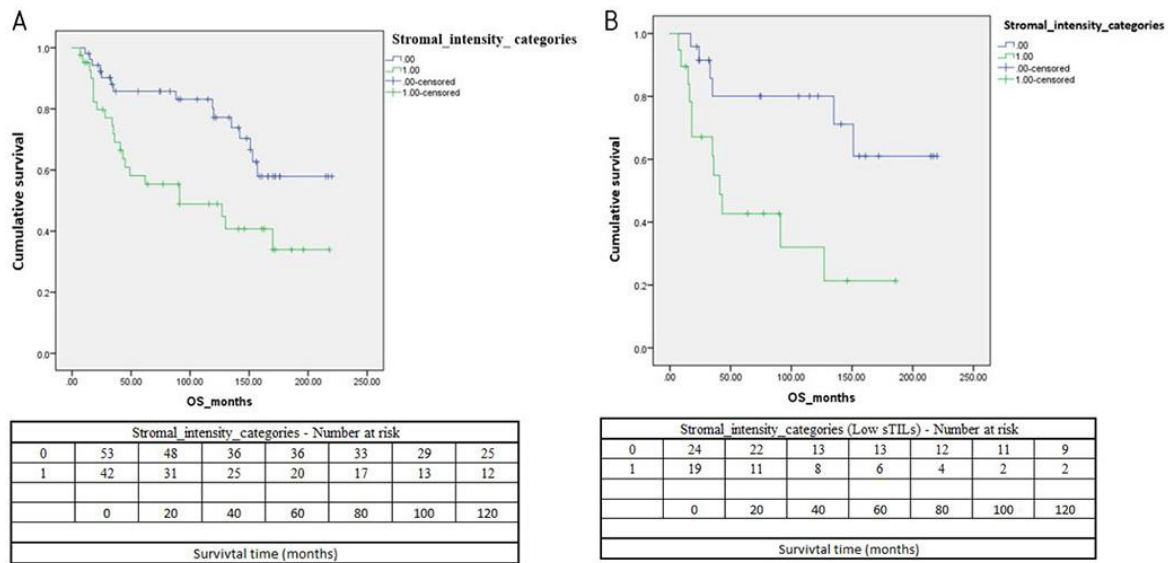 A
Stromal_intensity_ categories
.00
1.00
.00-censored
1.00-censored
1.0
0.8
0.6
0.4
0.2
0.0
Cumulative survival
.00 50.00 100.00 150.00 200.00 250.00
OS_months
Stromal_intensity_categories - Number at risk
0 53 48 36 36 33 29 25
1 42 31 25 20 17 13 12
0 20 40 60 80 100 120
Survivtal time (months)
B
Stromal_intensity_categories
.00
1.00
.00-censored
1.00-censored
1.0
0.8
0.6
0.4
0.2
0.0
Cumulative survival
.00 50.00 100.00 150.00 200.00 250.00
OS_months
Stromal_intensity_categories (Low sTILs) - Number at risk
0 24 22 13 13 12 11 9
1 19 11 8 6 4 2 2
0 20 40 60 80 100 120
Survivtal time (months)